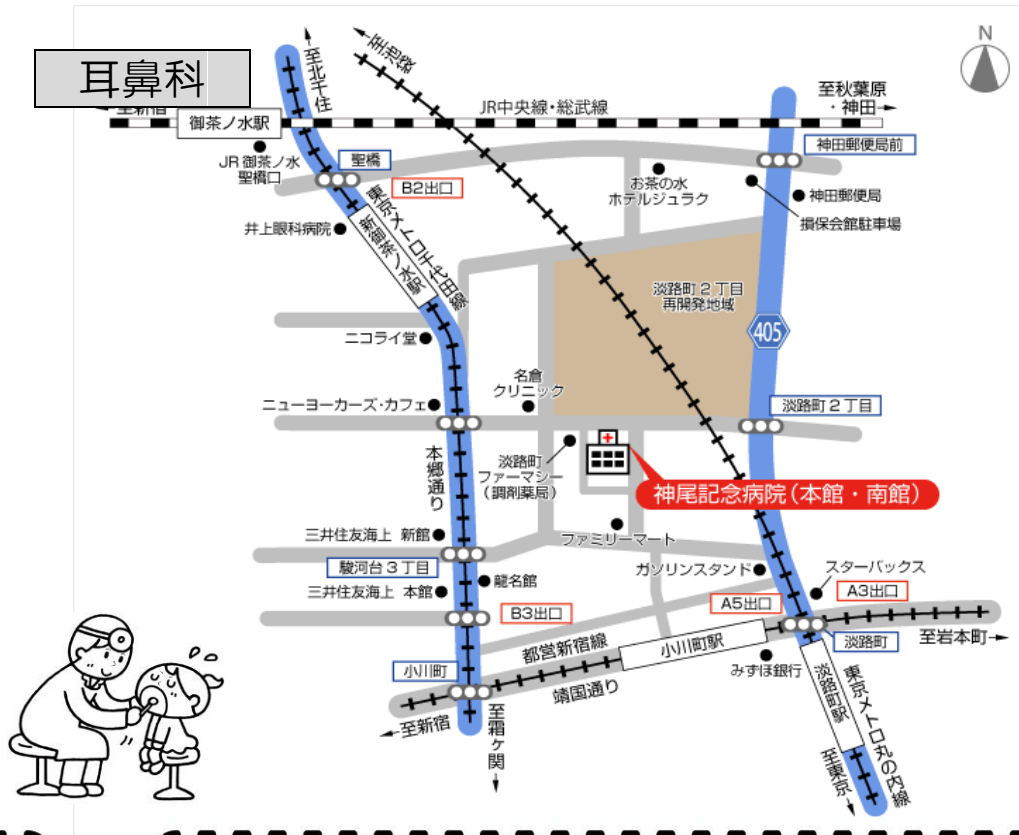 N
至池袋
至北千住
耳鼻科
至新宿
JR中央線・総武線
至秋葉原
・神田
御茶ノ水駅
神田郵便局前
聖橋
JR 御茶ノ水
聖橋口
B2出口
お茶の水
ホテルジュラク
神田郵便局
損保会館駐車場
井上眼科病院
東京メトロ千代田線
新御茶ノ水駅
淡路町2丁目
再開発地域
405
ニコライ堂
名倉
クリニック
ニューヨーカーズ・カフェ
淡路町2丁目
本郷通り
淡路町
ファーマシー
(調剤薬局)
神尾記念病院(本館・南館)
三井住友海上 新館
ファミリーマート
駿河台3丁目
ガソリンスタンド
スターバックス
龍名館
三井住友海上 本館
A3出口
A5出口
B3出口
淡路町
至岩本町
都営新宿線
小川町駅
小川町
みずほ銀行
靖国通り
淡路町駅
東京メトロ丸の内線
至新宿
至霞ヶ関
至東京